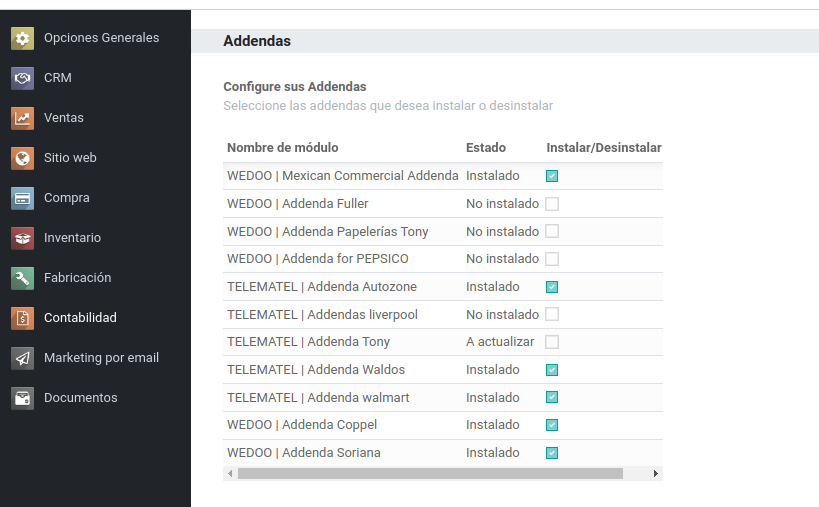 Opciones Generales
CRM
Ventas
Sitio web
Compra
Inventario
Fabricación
Contabilidad
Marketing por email
Documentos
Addendas
Configure sus Addendas
Seleccione las addendas que desea instalar o desinstalar
Nombre de módulo Estado Instalar/Desinstalar
WEDOO | Mexican Commercial Addenda Instalado
WEDOO | Addenda Fuller No instalado
WEDOO | Addenda Papelerías Tony No instalado
WEDOO | Addenda for PEPSICO No instalado
TELEMATEL | Addenda Autozone Instalado
TELEMATEL | Addendas liverpool No instalado
TELEMATEL | Addenda Tony A actualizar
TELEMATEL | Addenda Waldos Instalado
TELEMATEL | Addenda walmart Instalado
WEDOO | Addenda Coppel Instalado
WEDOO | Addenda Soriana Instalado